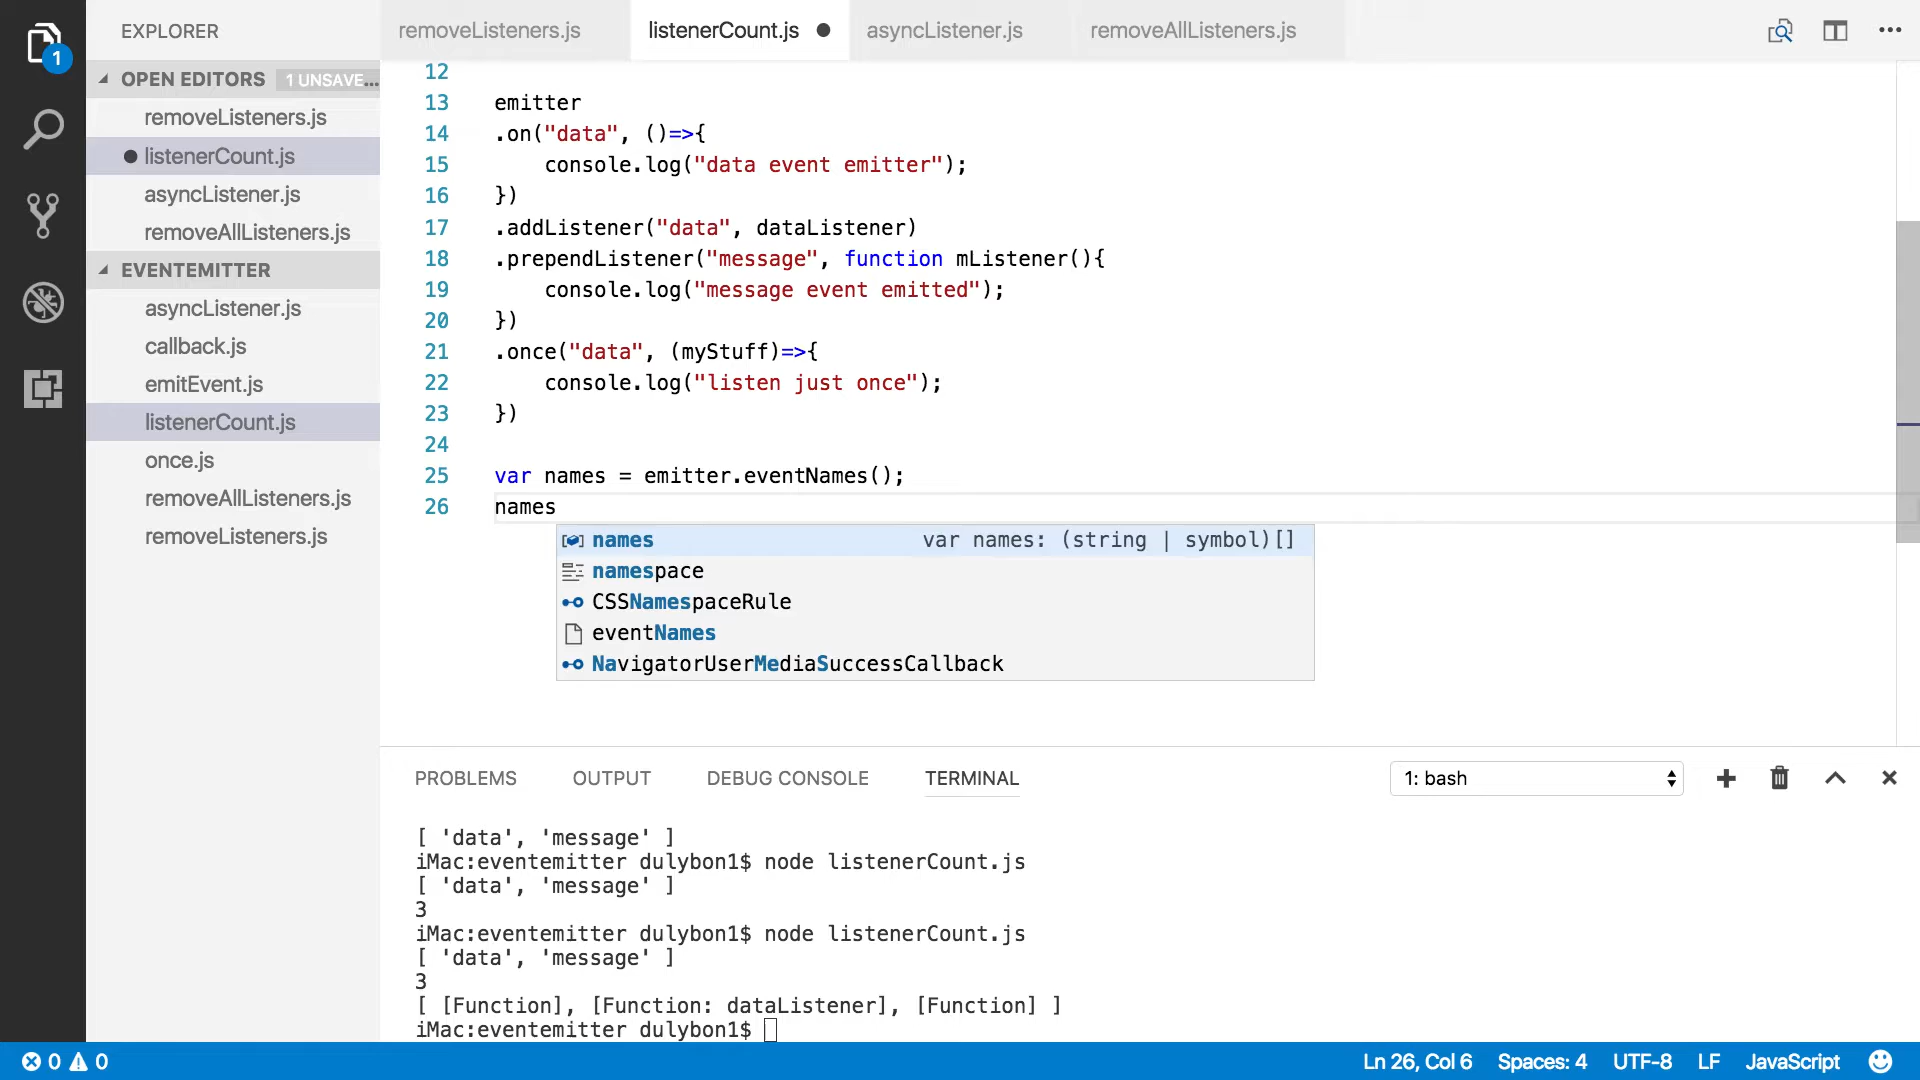 1
EXPLORER
OPEN EDITORS 1 UNSAVE...
removeListeners.js
listenerCount.js
asyncListener.js
removeAllListeners.js
EVENTEMITTER
asyncListener.js
callback.js
emitEvent.js
listenerCount.js
once.js
removeAllListeners.js
removeListeners.js
removeListeners.js listenerCount.js asyncListener.js removeAllListeners.js
12
13 emitter
14 .on("data", ()=>{
15 console.log("data event emitter");
16 })
17 .addListener("data", dataListener)
18 .prependListener("message", function mListener(){
19 console.log("message event emitted");
20 })
21 .once("data", (myStuff)=>{
22 console.log("listen just once");
23 })
24
25 var names = emitter.eventNames();
26 names
names var names: (string | symbol)[]
namespace
CSSNamespaceRule
eventNames
NavigatorUserMediaSuccessCallback
PROBLEMS OUTPUT DEBUG CONSOLE TERMINAL 1: bash
[ 'data', 'message' ]
iMac:eventemitter dulybon1$ node listenerCount.js
[ 'data', 'message' ]
3
iMac:eventemitter dulybon1$ node listenerCount.js
[ 'data', 'message' ]
3
[ [Function], [Function: dataListener], [Function] ]
iMac:eventemitter dulybon1$
0 0 Ln 26, Col 6 Spaces: 4 UTF-8 LF JavaScript